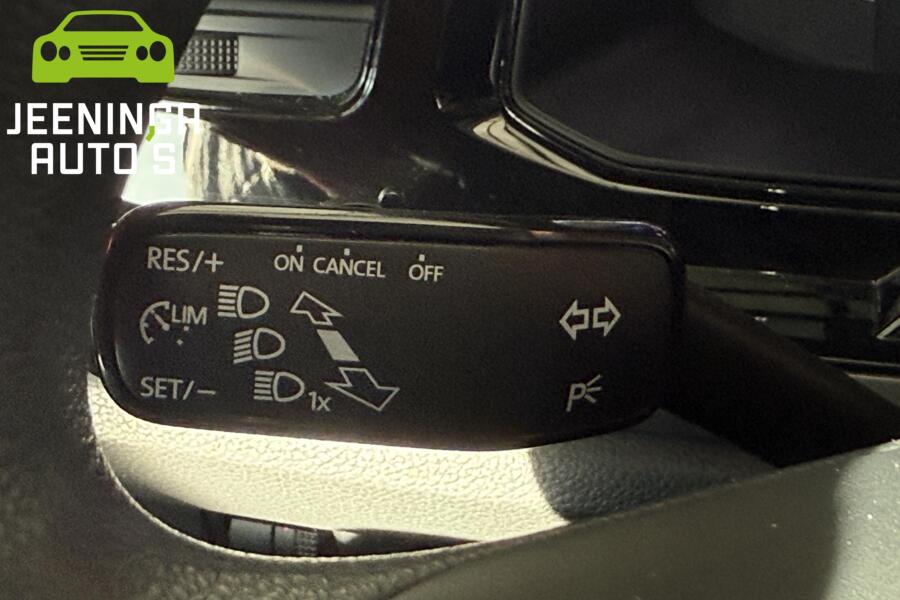 JEENINGA
AUTO'S
RES/+
ON CANCEL OFF
LIM
SET/−
1x
P